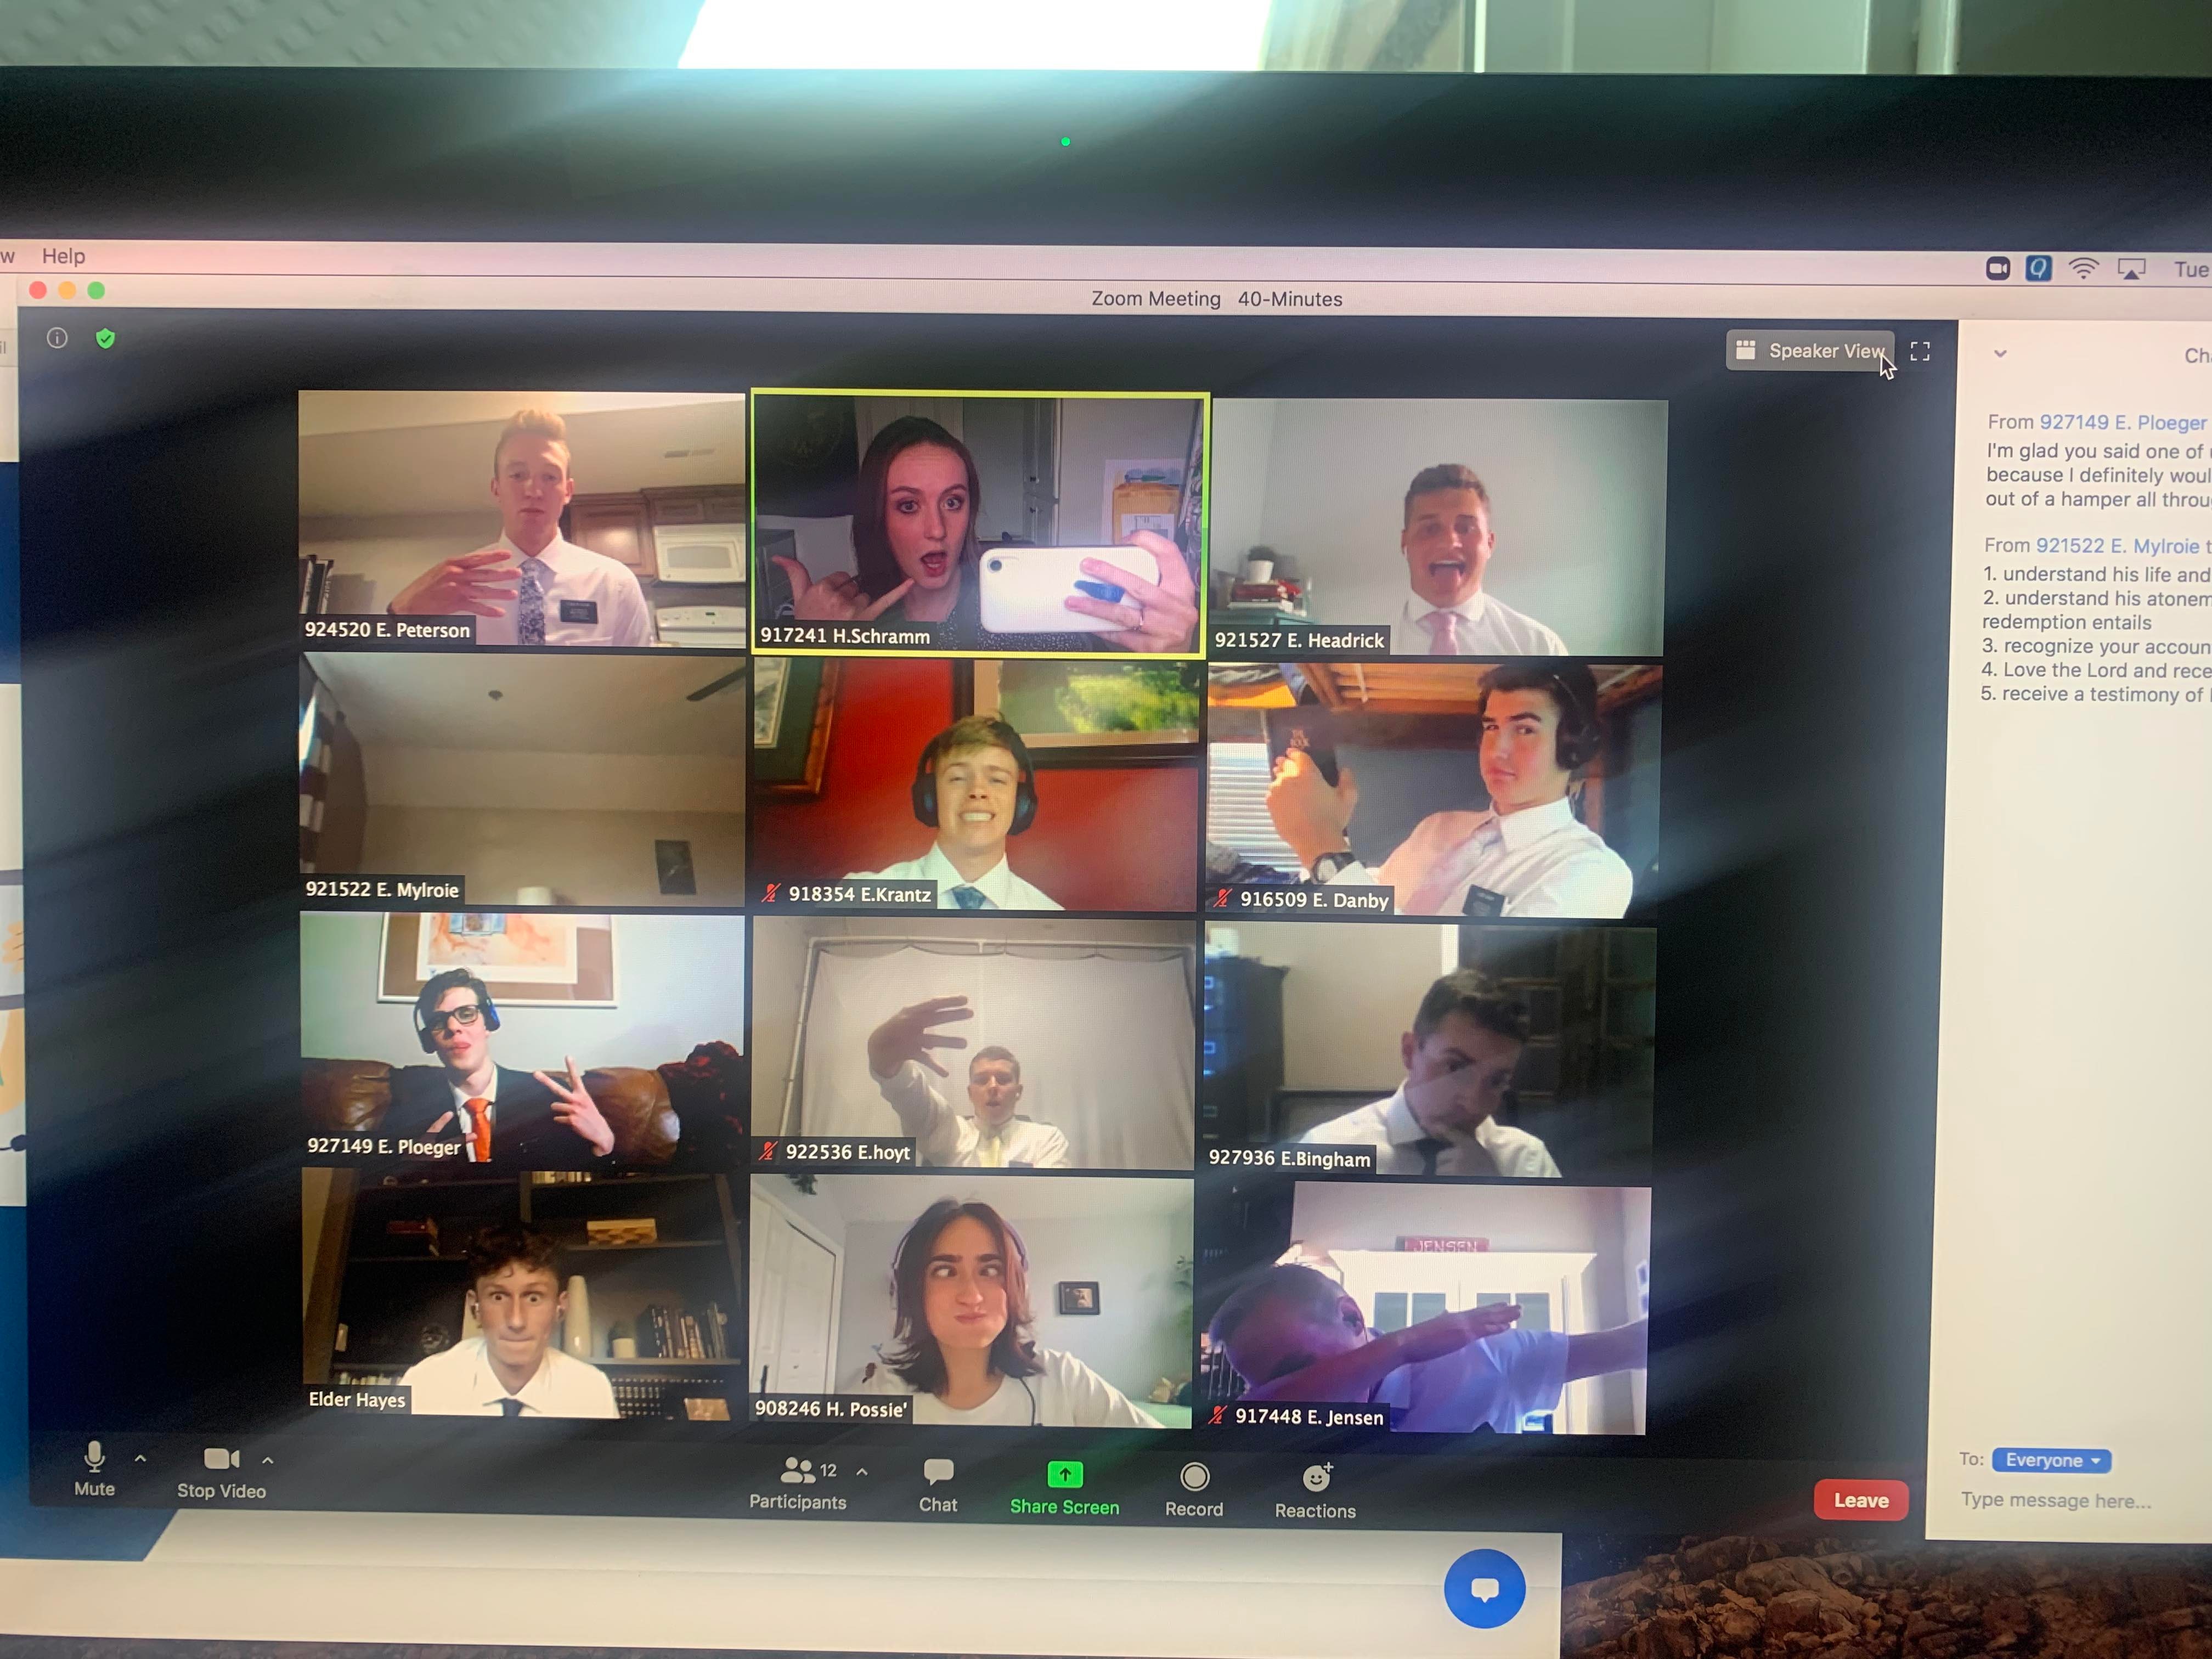 w Help
Tue
Zoom Meeting 40-Minutes
il
Speaker View
Ch
924520 E. Peterson
917241 H.Schramm
921527 E. Headrick
921522 E. Mylroie
918354 E.Krantz
916509 E. Danby
927149 E. Ploeger
922536 E.hoyt
927936 E.Bingham
JENSEN
Elder Hayes
908246 H. Possie'
917448 E. Jensen
From 927149 E. Ploeger
I'm glad you said one of
because I definitely woul
out of a hamper all throu
From 921522 E. Mylroie t
1. understand his life and
2. understand his atonem
redemption entails
3. recognize your accoun
4. Love the Lord and rece
5. receive a testimony of
To: Everyone
Type message here...
Mute
Stop Video
12
Participants
Chat
Share Screen
Record
Reactions
Leave